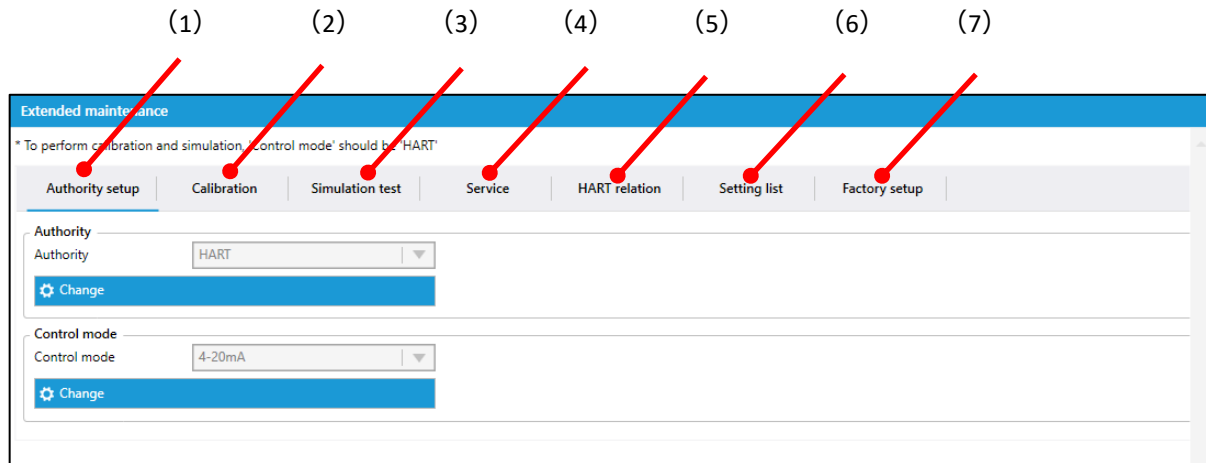 (1) (2) (3) (4) (5) (6) (7)
Extended maintenance
* To perform calibration and simulation, 'Control mode' should be 'HART'
Authority setup Calibration Simulation test Service HART relation Setting list Factory setup
Authority
Authority HART
Change
Control mode
Control mode 4-20mA
Change